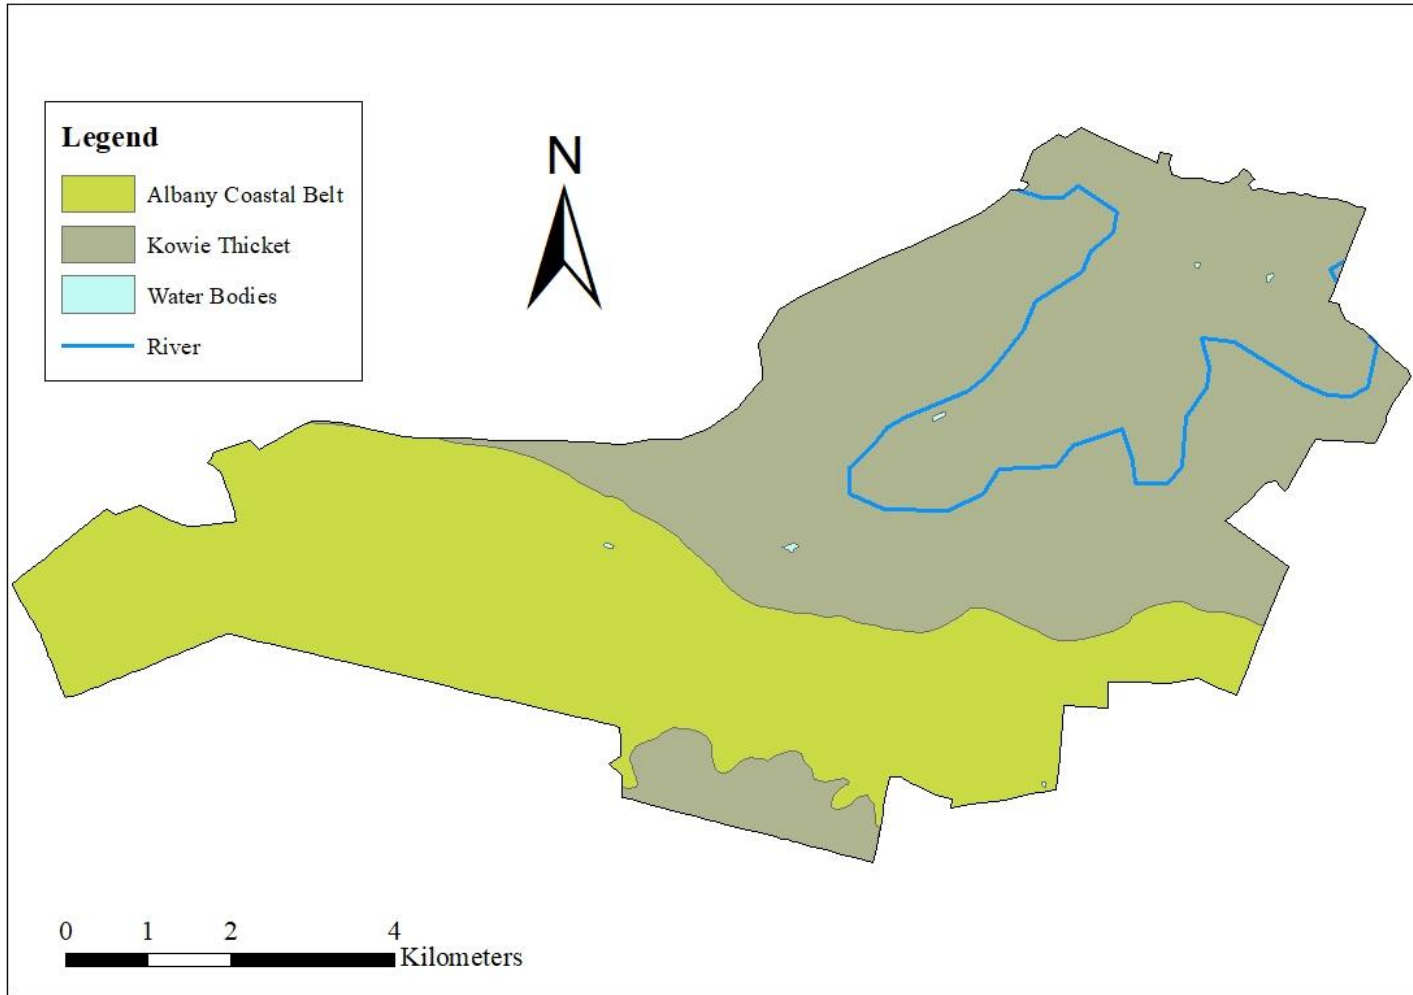 Legend
Albany Coastal Belt
Kowie Thicket
Water Bodies
River
N
0 1 2 4
Kilometers